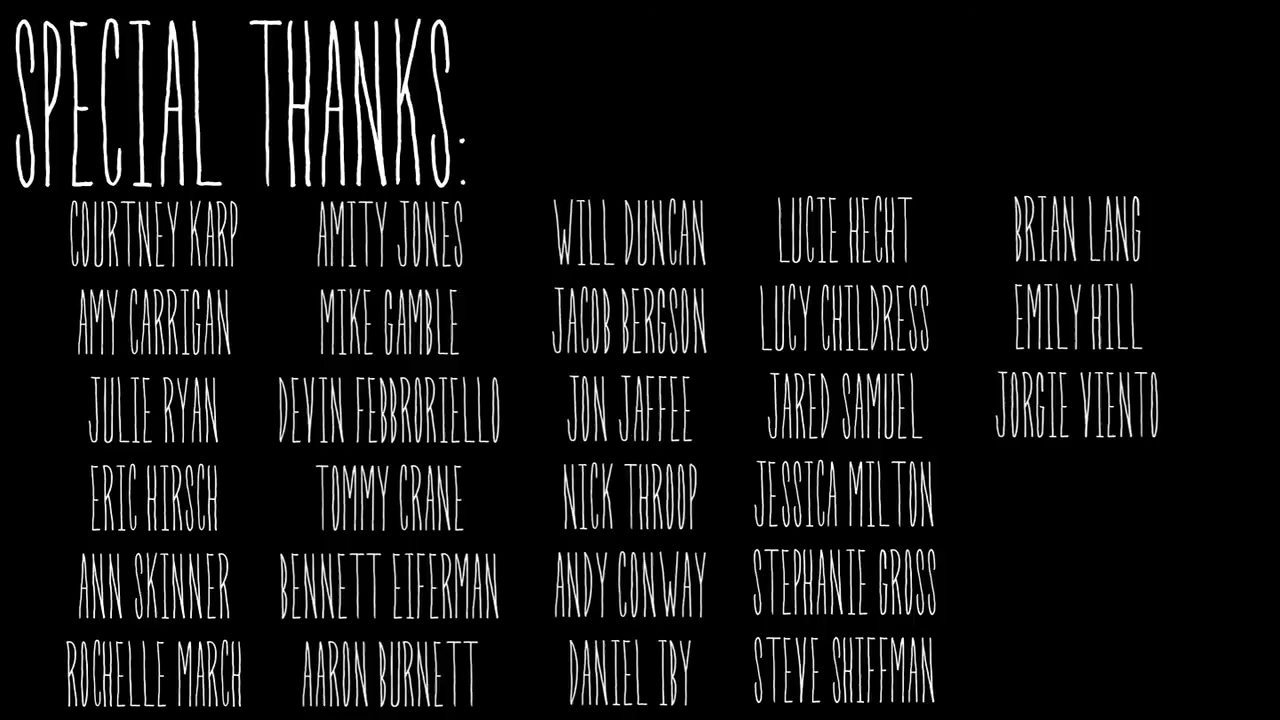 SPECIAL THANKS:
COURTNEY KARP
AMY CARRIGAN
JULIE RYAN
ERIC HIRSCH
ANN SKINNER
ROCHELLE MARCH
AMITY JONES
MIKE GAMBLE
DEVIN FEBBRORIELLO
TOMMY CRANE
BENNETT EIFERMAN
AARON BURNETT
WILL DUNCAN
JACOB BERGSON
JON JAFFEE
NICK THROOP
ANDY CONWAY
DANIEL IBY
LUCIE HECHT
LUCY CHILDRESS
JARED SAMUEL
JESSICA MILTON
STEPHANIE GROSS
STEVE SHIFFMAN
BRIAN LANG
EMILY HILL
JORGIE VIENTO